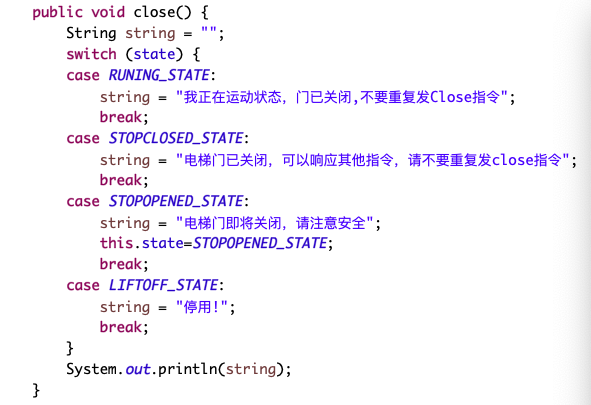 public void close() {
String string = "";
switch (state) {
case RUNING_STATE:
string = "我正在运动状态，门已关闭,不要重复发Close指令";
break;
case STOPCLOSED_STATE:
string = "电梯门已关闭，可以响应其他指令，请不要重复发close指令";
break;
case STOPOPENED_STATE:
string = "电梯门即将关闭，请注意安全";
this.state=STOPOPENED_STATE;
break;
case LIFTOFF_STATE:
string = "停用!";
break;
}
System.out.println(string);
}